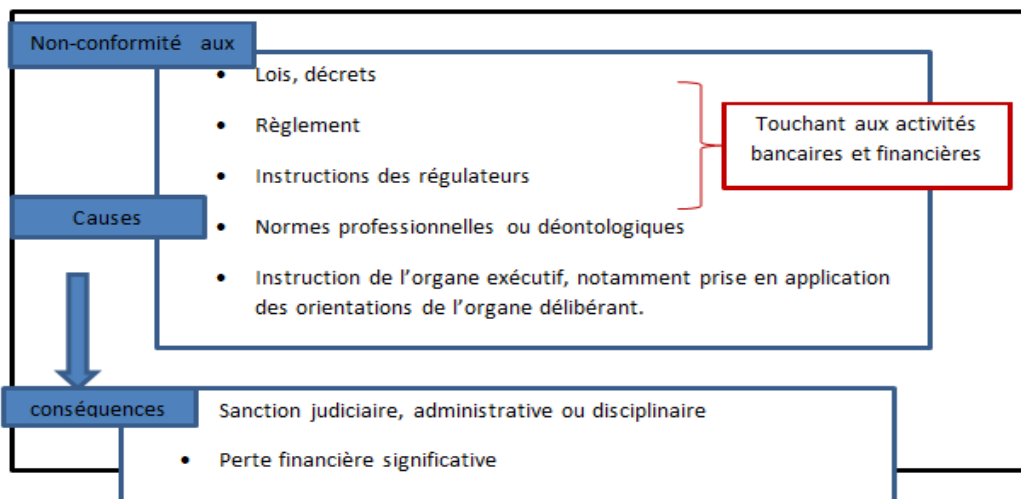 Non-conformité aux
• Lois, décrets
• Règlement
• Instructions des régulateurs
Touchant aux activités
bancaires et financières
Causes
• Normes professionnelles ou déontologiques
• Instruction de l'organe exécutif, notamment prise en application
des orientations de l'organe délibérant.
conséquences
Sanction judiciaire, administrative ou disciplinaire
• Perte financière significative